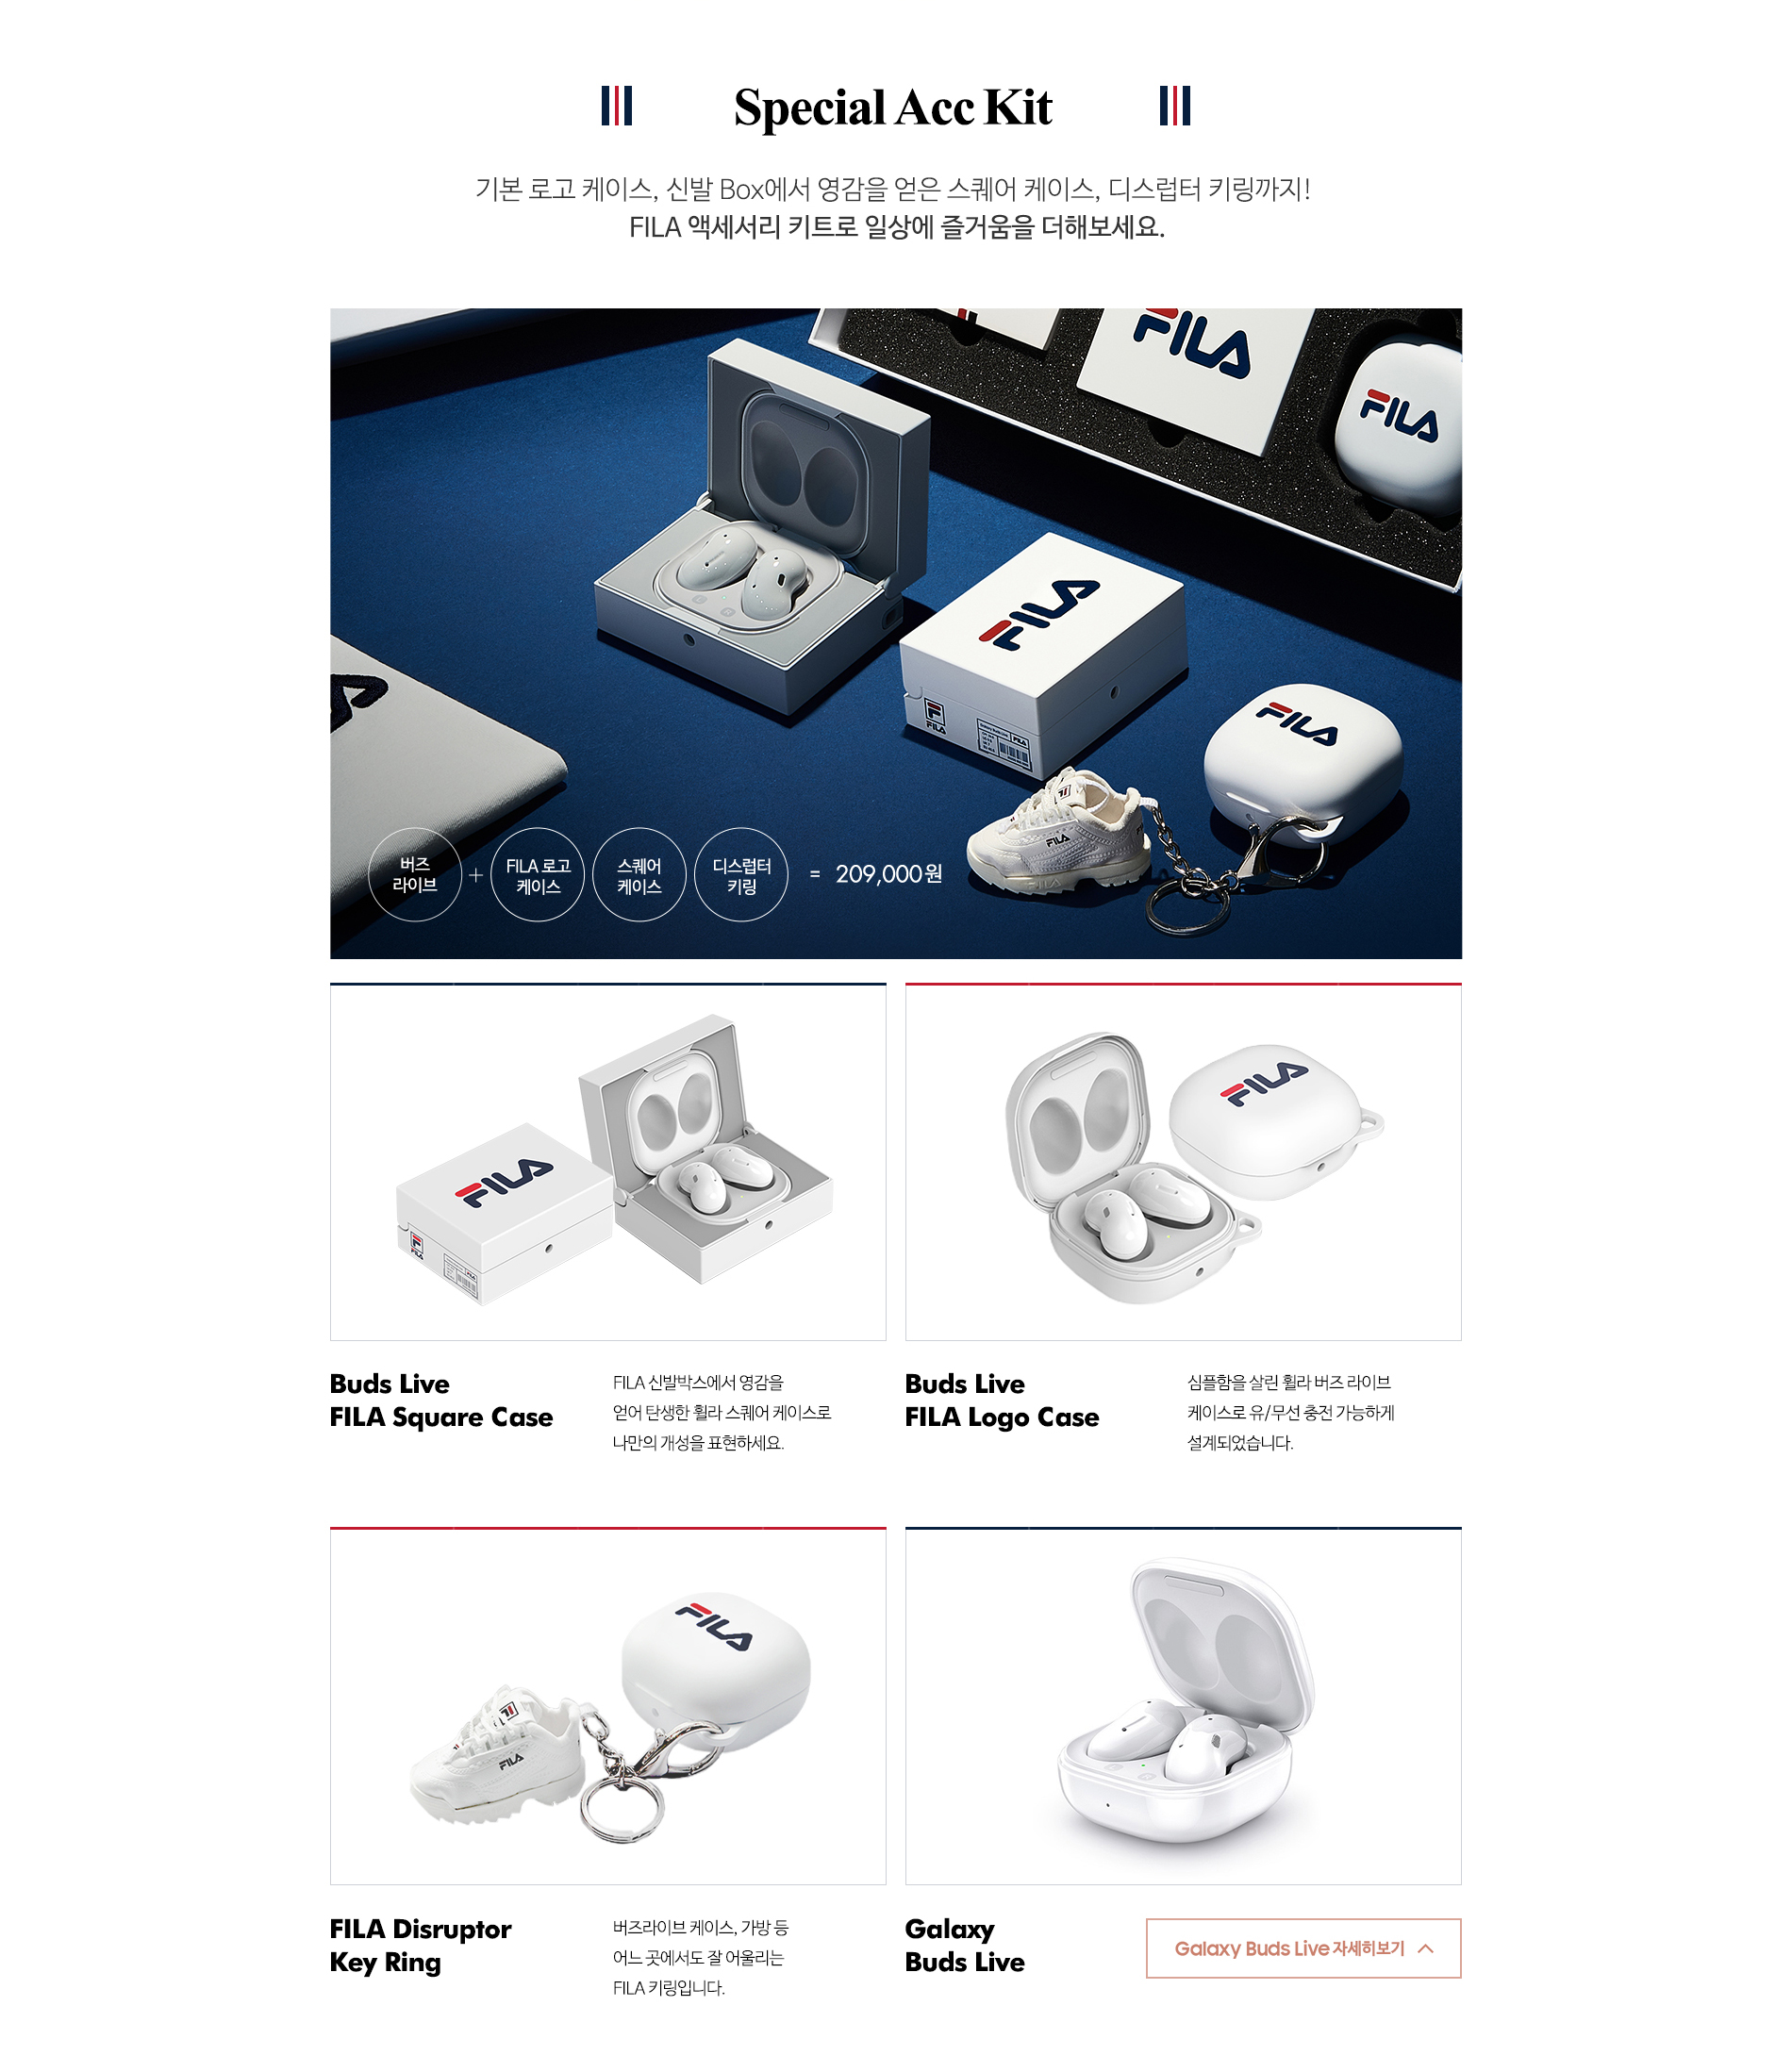 Special Acc Kit
기본 로고 케이스, 신발 Box에서 영감을 얻은 스퀘어 케이스, 디스럽터 키링까지!
FILA 액세서리 키트로 일상에 즐거움을 더해보세요.
FILA
FILA
FILA
FILA
FILA
FILA
FILA
버즈
라이브
+
FILA 로고
케이스
스퀘어
케이스
디스럽터
키링
= 209,000원
FILA
FILA
FILA
FILA
Buds Live
FILA Square Case
FILA 신발박스에서 영감을
얻어 탄생한 휠라 스퀘어 케이스로
나만의 개성을 표현하세요.
Buds Live
FILA Logo Case
심플함을 살린 휠라 버즈 라이브
케이스로 유/무선 충전 가능하게
설계되었습니다.
FILA
FILA
FILA Disruptor
Key Ring
버즈라이브 케이스, 가방 등
어느 곳에서도 잘 어울리는
FILA 키링입니다.
Galaxy
Buds Live
Galaxy Buds Live 자세히보기